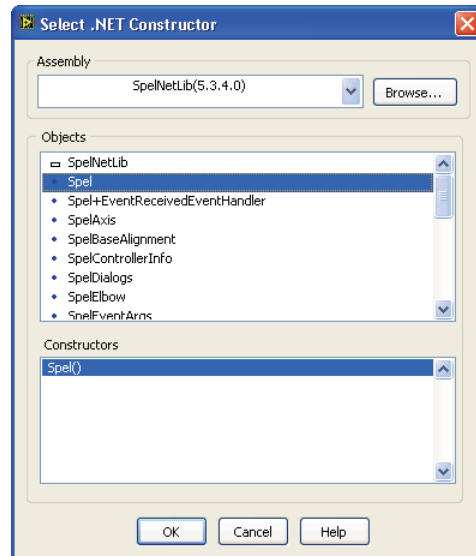 Select .NET Constructor
Assembly
SpelNetLib(5.3.4.0)
Browse...
Objects
SpelNetLib
Spel
Spel+EventReceivedEventHandler
SpelAxis
SpelBaseAlignment
SpelControllerInfo
SpelDialogs
SpelElbow
SpelEventArgs
Constructors
Spel()
OK
Cancel
Help